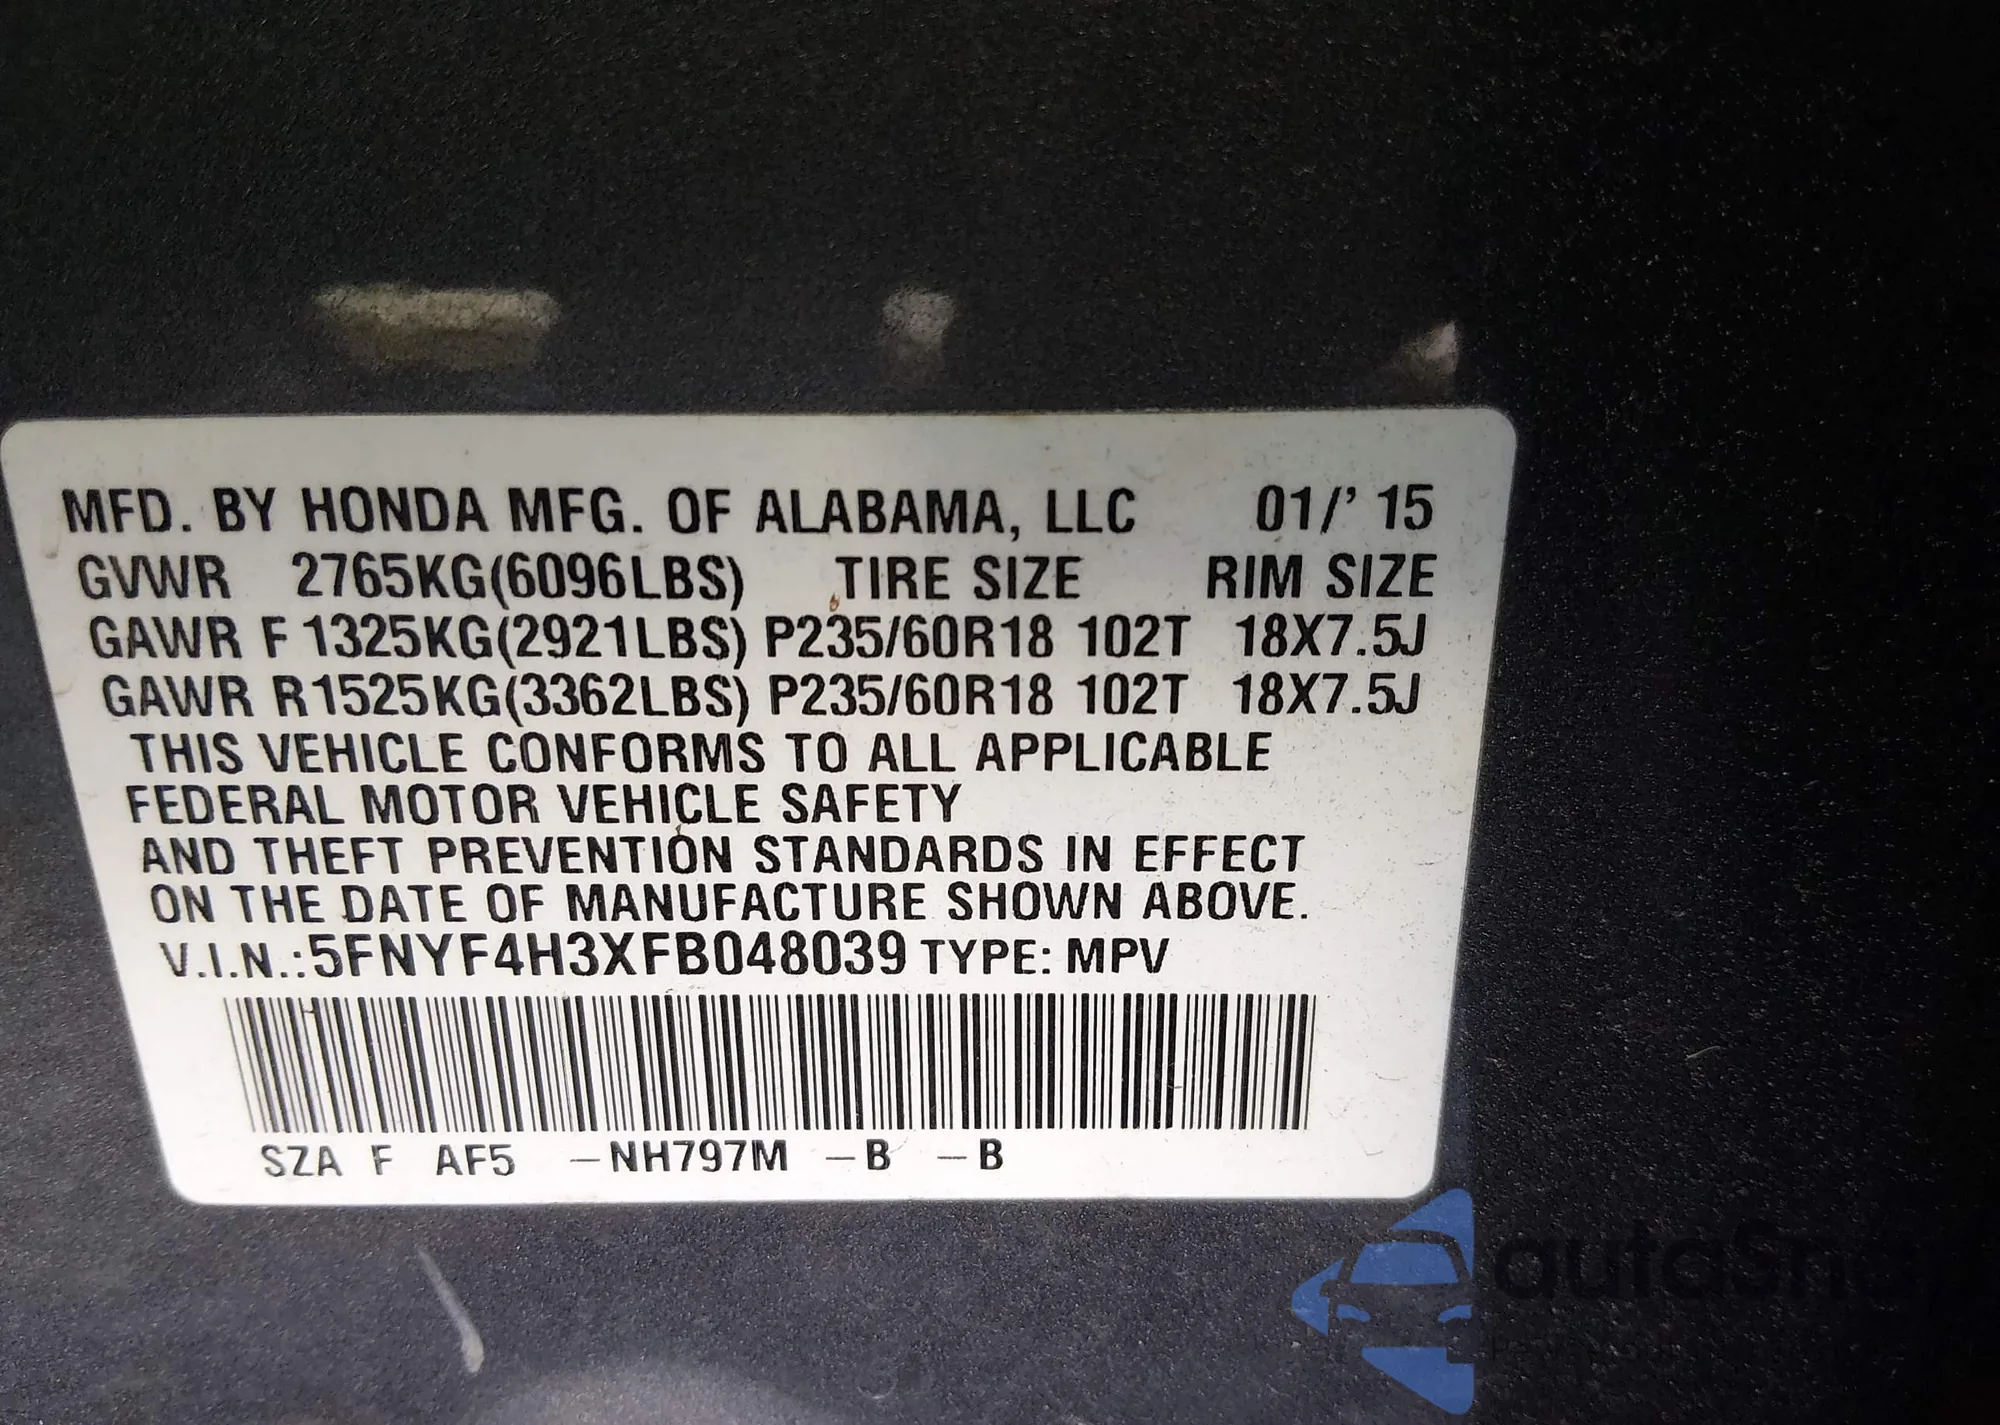 MFD. BY HONDA MFG. OF ALABAMA, LLC 01/' 15
GVWR 2765KG(6096LBS) TIRE SIZE RIM SIZE
GAWR F 1325KG(2921LBS) P235/60R18 102T 18X7.5J
GAWR R 1525KG(3362LBS) P235/60R18 102T 18X7.5J
THIS VEHICLE CONFORMS TO ALL APPLICABLE
FEDERAL MOTOR VEHICLE SAFETY
AND THEFT PREVENTION STANDARDS IN EFFECT
ON THE DATE OF MANUFACTURE SHOWN ABOVE.
V.I.N.:5FNYF4H3XFB048039 TYPE: MPV
SZA F AF5 –NH797M –B –B